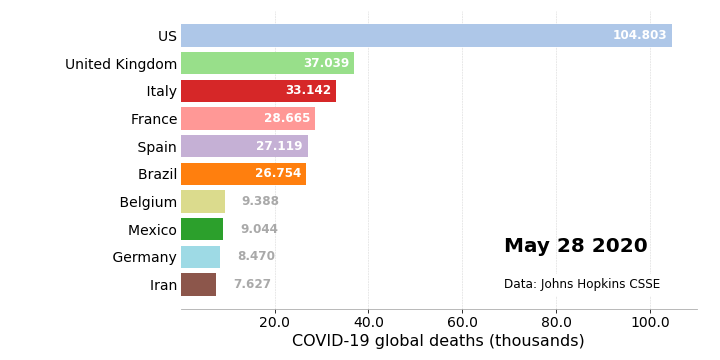 US 104.803
United Kingdom 37.039
Italy 33.142
France 28.665
Spain 27.119
Brazil 26.754
Belgium 9.388
Mexico 9.044
Germany 8.470
Iran 7.627
May 28 2020
Data: Johns Hopkins CSSE
20.0 40.0 60.0 80.0 100.0
COVID-19 global deaths (thousands)